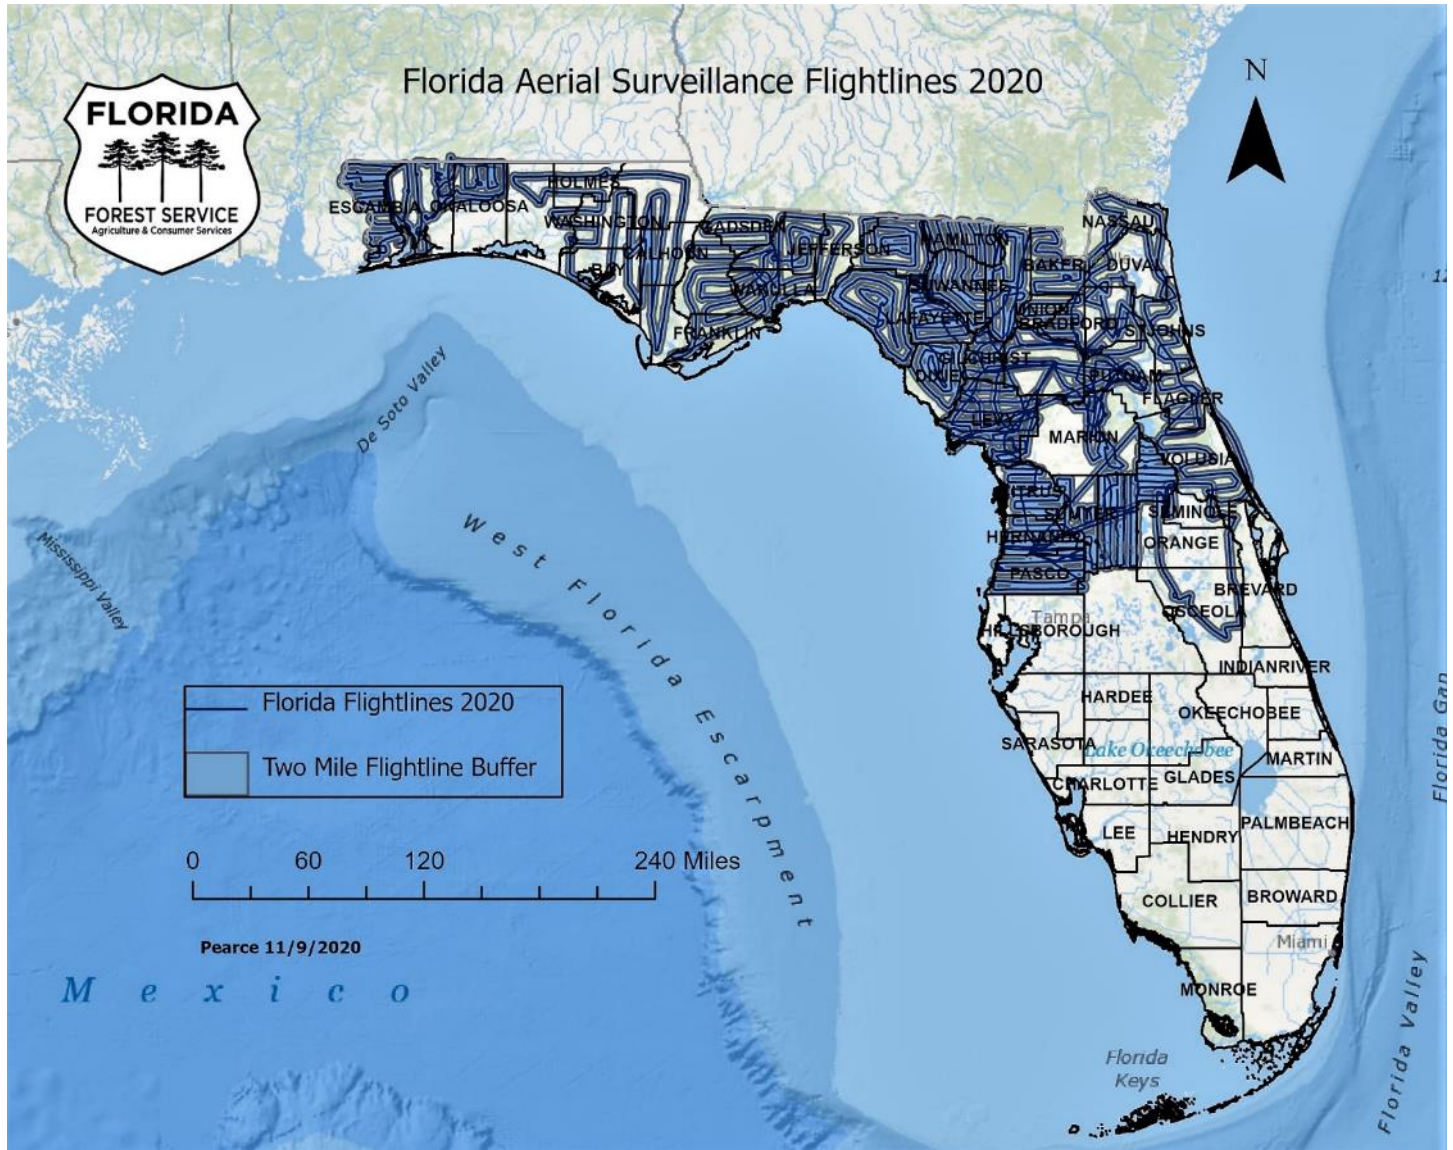 Florida Aerial Surveillance Flightlines 2020
N
FLORIDA
FOREST SERVICE
Agriculture & Consumer Services
HOLMES
ESCAMBIA
OKALOOSA
WASHINGTON
GADSDEN
JEFFERSON
HAMILTON
NASSAU
CALHOUN
BAY
WAKULLA
BAKER
DUVAL
SUWANNEE
FRANKLIN
LAFAYETTE
UNION
BRADFORD
ST JOHNS
GILCHRIST
DIXIE
PUTNAM
FLAGLER
LEVY
MARION
VOLUSIA
CITRUS
SUMTER
SEMINOLE
HERNANDO
ORANGE
PASCO
BREVARD
OSCEOLA
Tampa
HILLSBOROUGH
INDIANRIVER
HARDEE
OKEECHOBEE
SARASOTA
Lake Oceechobee
MARTIN
CHARLOTTE
GLADES
LEE
HENDRY
PALMBEACH
COLLIER
BROWARD
Miami
MONROE
Florida
Keys
De Soto Valley
Mississippi Valley
West Florida Escarpment
Florida Gap
Florida Valley
Florida Flightlines 2020
Two Mile Flightline Buffer
0 60 120 240 Miles
Pearce 11/9/2020
Mexico